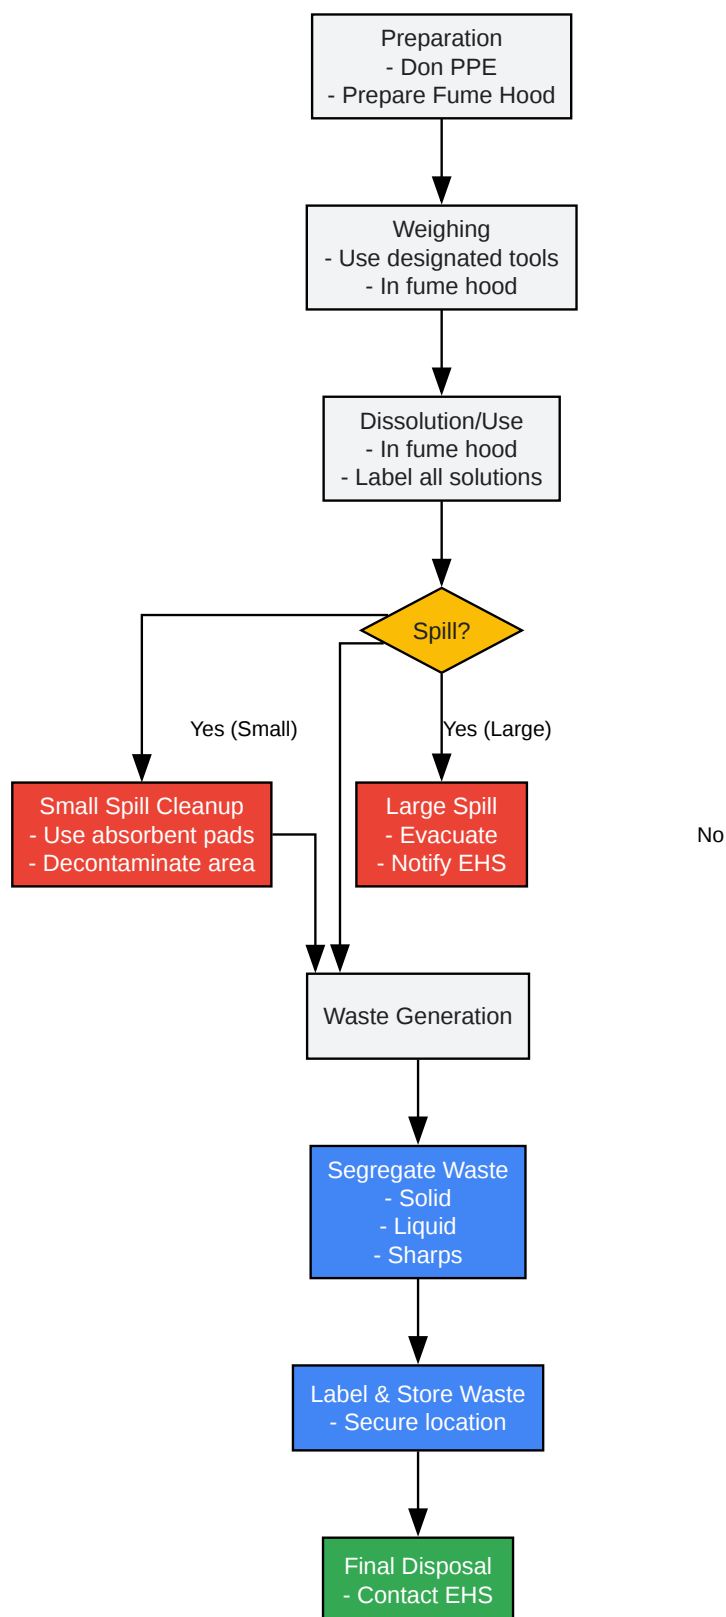 Preparation
- Don PPE
- Prepare Fume Hood
Weighing
- Use designated tools
- In fume hood
Dissolution/Use
- In fume hood
- Label all solutions
Spill?
Yes (Small)
Yes (Large)
Small Spill Cleanup
- Use absorbent pads
- Decontaminate area
Large Spill
- Evacuate
- Notify EHS
No
Waste Generation
Segregate Waste
- Solid
- Liquid
- Sharps
Label & Store Waste
- Secure location
Final Disposal
- Contact EHS